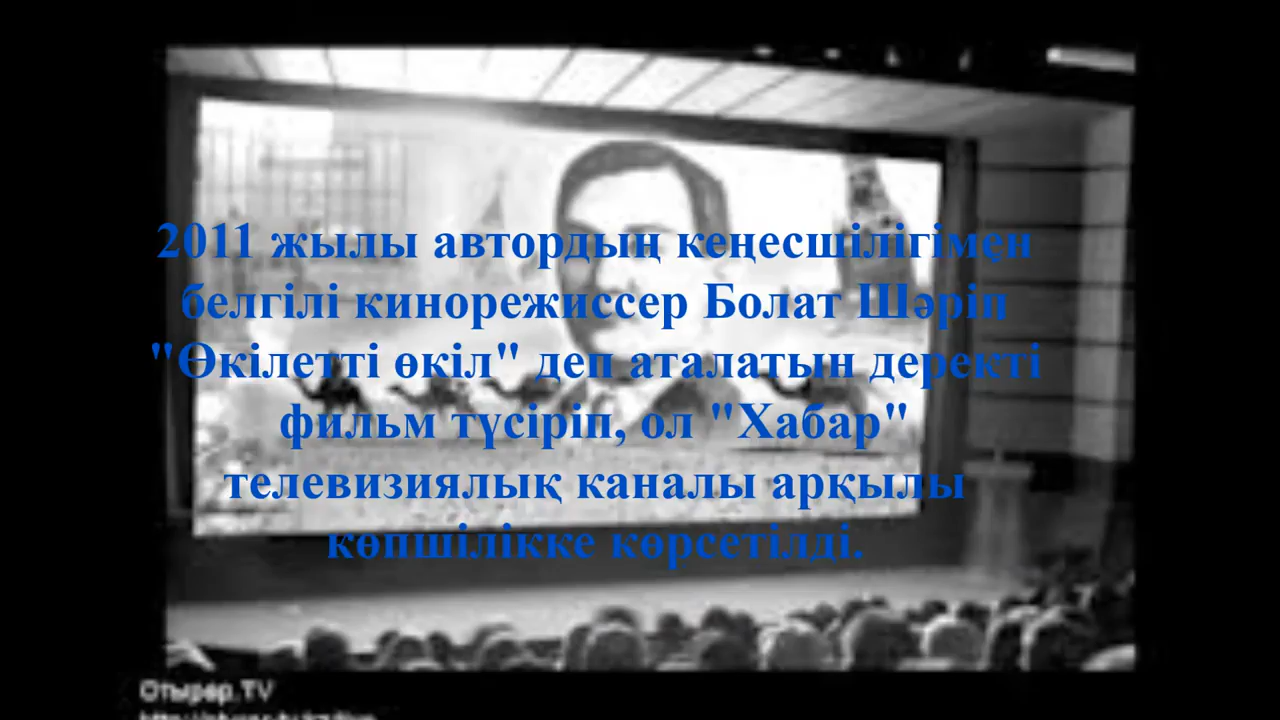 2011 жылы автордың кеңесшілігімен
белгілі кинорежиссер Болат Шәріп
"Өкілетті өкіл" деп аталатын деректі
фильм түсіріп, ол "Хабар"
телевизиялық каналы арқылы
көпшілікке көрсетілді.
Отырар.TV